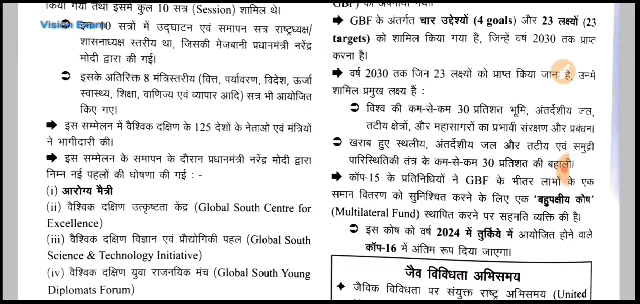 किया गया तथा इसमें कुल 10 सत्र (Session) शामिल थे।
Vision
इन 10 सत्रों में उद्घाटन एवं समापन सत्र राष्ट्राध्यक्ष/
शासनाध्यक्ष स्तरीय था, जिसकी मेजबानी प्रधानमंत्री नरेंद्र
मोदी द्वारा की गई।
➲ इसके अतिरिक्त 8 मंत्रिस्तरीय (वित्त, पर्यावरण, विदेश, ऊर्जा
स्वास्थ्य, शिक्षा, वाणिज्य एवं व्यापार आदि) सत्र भी आयोजित
किए गए।
➡ इस सम्मेलन में वैश्विक दक्षिण के 125 देशों के नेताओं एवं मंत्रियों
ने भागीदारी की।
➡ इस सम्मेलन के समापन के दौरान प्रधानमंत्री नरेंद्र मोदी द्वारा
निम्न नई पहलों की घोषणा की गई : -
(i) आरोग्य मैत्री
(ii) वैश्विक दक्षिण उत्कृष्टता केंद्र (Global South Centre for
Excellence)
(iii) वैश्विक दक्षिण विज्ञान एवं प्रौद्योगिकी पहल (Global South
Science & Technology Initiative)
(iv) वैश्विक दक्षिण युवा राजनयिक मंच (Global South Young
Diplomats Forum)
➡ GBF के अंतर्गत चार उद्देश्यों (4 goals) और 23 लक्ष्यों (23
targets) को शामिल किया गया है, जिन्हें वर्ष 2030 तक प्राप्त
करना है।
➡ वर्ष 2030 तक जिन 23 लक्ष्यों को प्राप्त किया जाना है, उनमे
शामिल प्रमुख लक्ष्य हैं :
➲ विश्व की कम-से-कम 30 प्रतिशत भूमि, अंतर्देशीय जल,
तटीय क्षेत्रों, और महासागरों का प्रभावी संरक्षण और प्रबंधन।
➲ खराब हुए स्थलीय, अंतर्देशीय जल और तटीय एवं समुद्री
पारिस्थितिकी तंत्र के कम-से-कम 30 प्रतिशत की बहाली।
➡ कॉप-15 के प्रतिनिधियों ने GBF के भीतर लाभों के एक
समान वितरण को सुनिश्चित करने के लिए एक 'बहुपक्षीय कोष'
(Multilateral Fund) स्थापित करने पर सहमति व्यक्ति की है।
➲ इस कोष को वर्ष 2024 में तुर्किये में आयोजित होने वाले
कॉप-16 में अंतिम रूप दिया जाएगा।
जैव विविधता अभिसमय
✦ जैविक विविधता पर संयुक्त राष्ट्र अभिसमय (United